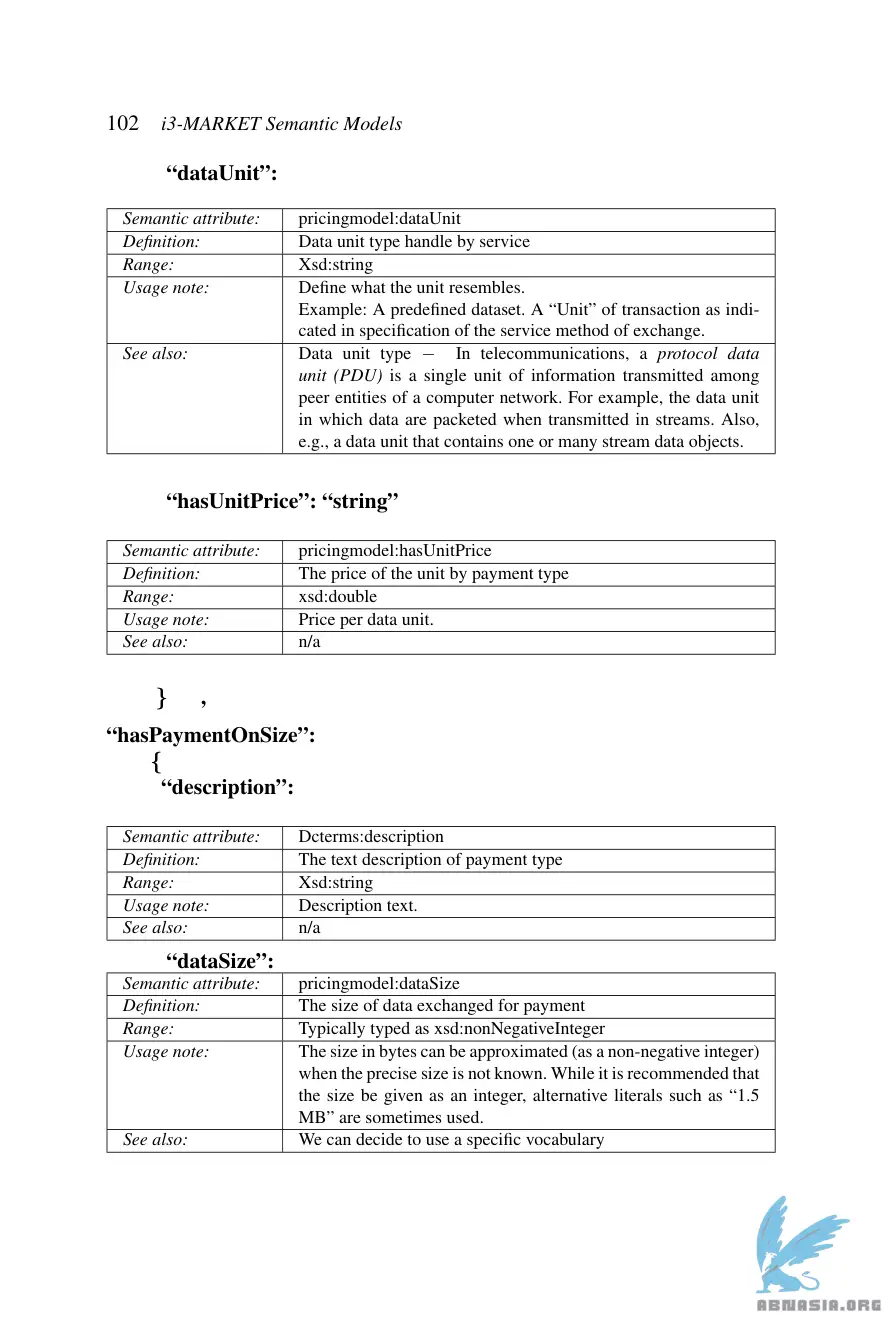 102 i3-MARKET Semantic Models
“dataUnit”:
Semantic attribute: pricingmodel:dataUnit
Definition: Data unit type handle by service
Range: Xsd:string
Usage note: Define what the unit resembles.
Example: A predefined dataset. A “Unit” of transaction as indi-
cated in specification of the service method of exchange.
See also: Data unit type − In telecommunications, a protocol data
unit (PDU) is a single unit of information transmitted among
peer entities of a computer network. For example, the data unit
in which data are packeted when transmitted in streams. Also,
e.g., a data unit that contains one or many stream data objects.
“hasUnitPrice”: “string”
Semantic attribute: pricingmodel:hasUnitPrice
Definition: The price of the unit by payment type
Range: xsd:double
Usage note: Price per data unit.
See also: n/a
} ,
“hasPaymentOnSize”:
{
“description”:
Semantic attribute: Dcterms:description
Definition: The text description of payment type
Range: Xsd:string
Usage note: Description text.
See also: n/a
“dataSize”:
Semantic attribute: pricingmodel:dataSize
Definition: The size of data exchanged for payment
Range: Typically typed as xsd:nonNegativeInteger
Usage note: The size in bytes can be approximated (as a non-negative integer)
when the precise size is not known. While it is recommended that
the size be given as an integer, alternative literals such as “1.5
MB” are sometimes used.
See also: We can decide to use a specific vocabulary
ABNASIA.ORG